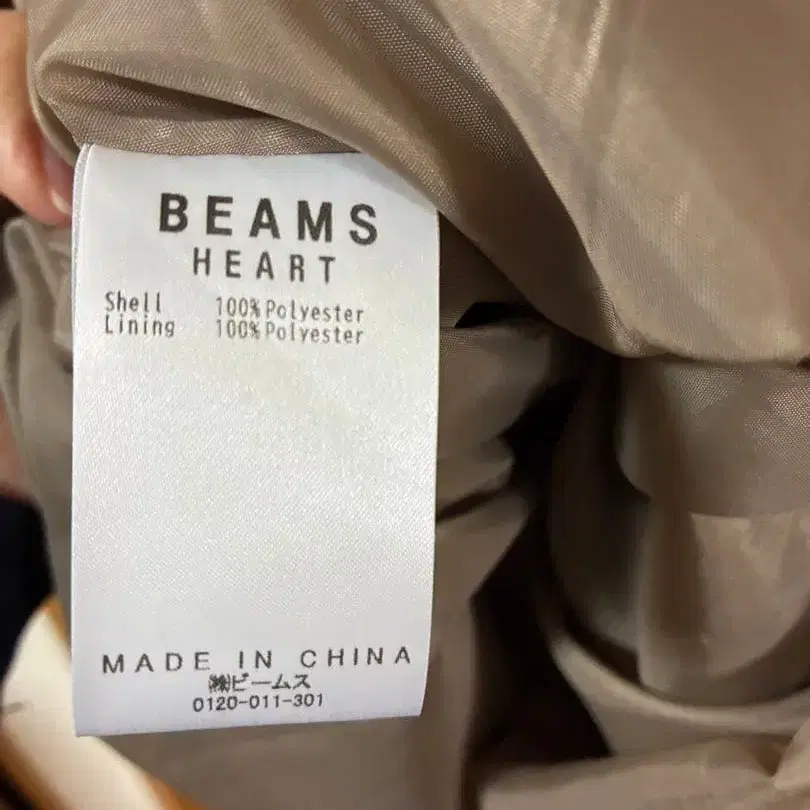 BEAMS
HEART
Shell 100% Polyester
Lining 100% Polyester
MADE IN CHINA
㈱ビームス
0120-011-301